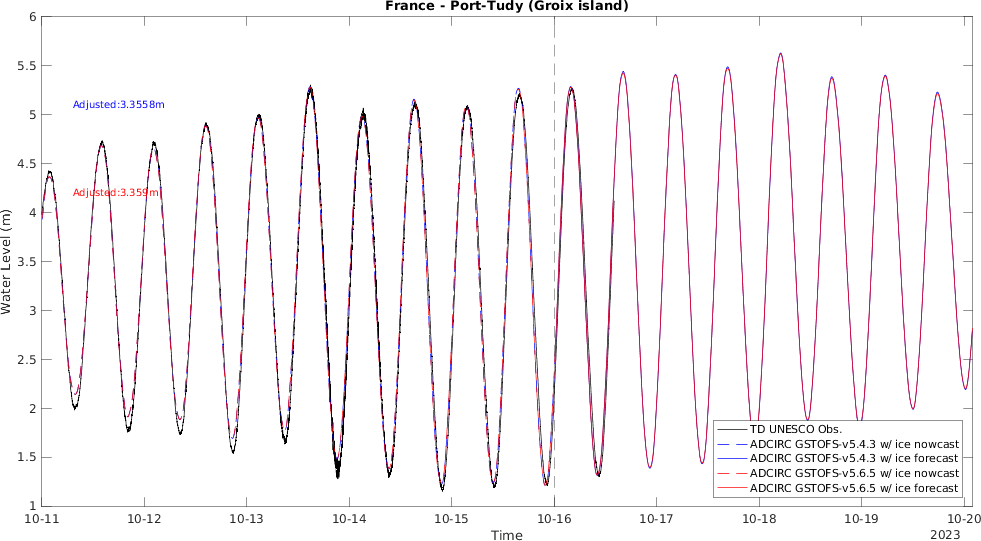 France - Port-Tudy (Groix island)
6
5.5
5
4.5
4
3.5
3
2.5
2
1.5
1
Water Level (m)
Adjusted:3.3558m
Adjusted:3.359m
TD UNESCO Obs.
ADCIRC GSTOFS-v5.4.3 w/ ice nowcast
ADCIRC GSTOFS-v5.4.3 w/ ice forecast
ADCIRC GSTOFS-v5.6.5 w/ ice nowcast
ADCIRC GSTOFS-v5.6.5 w/ ice forecast
10-11 10-12 10-13 10-14 10-15 10-16 10-17 10-18 10-19 10-20
Time
2023